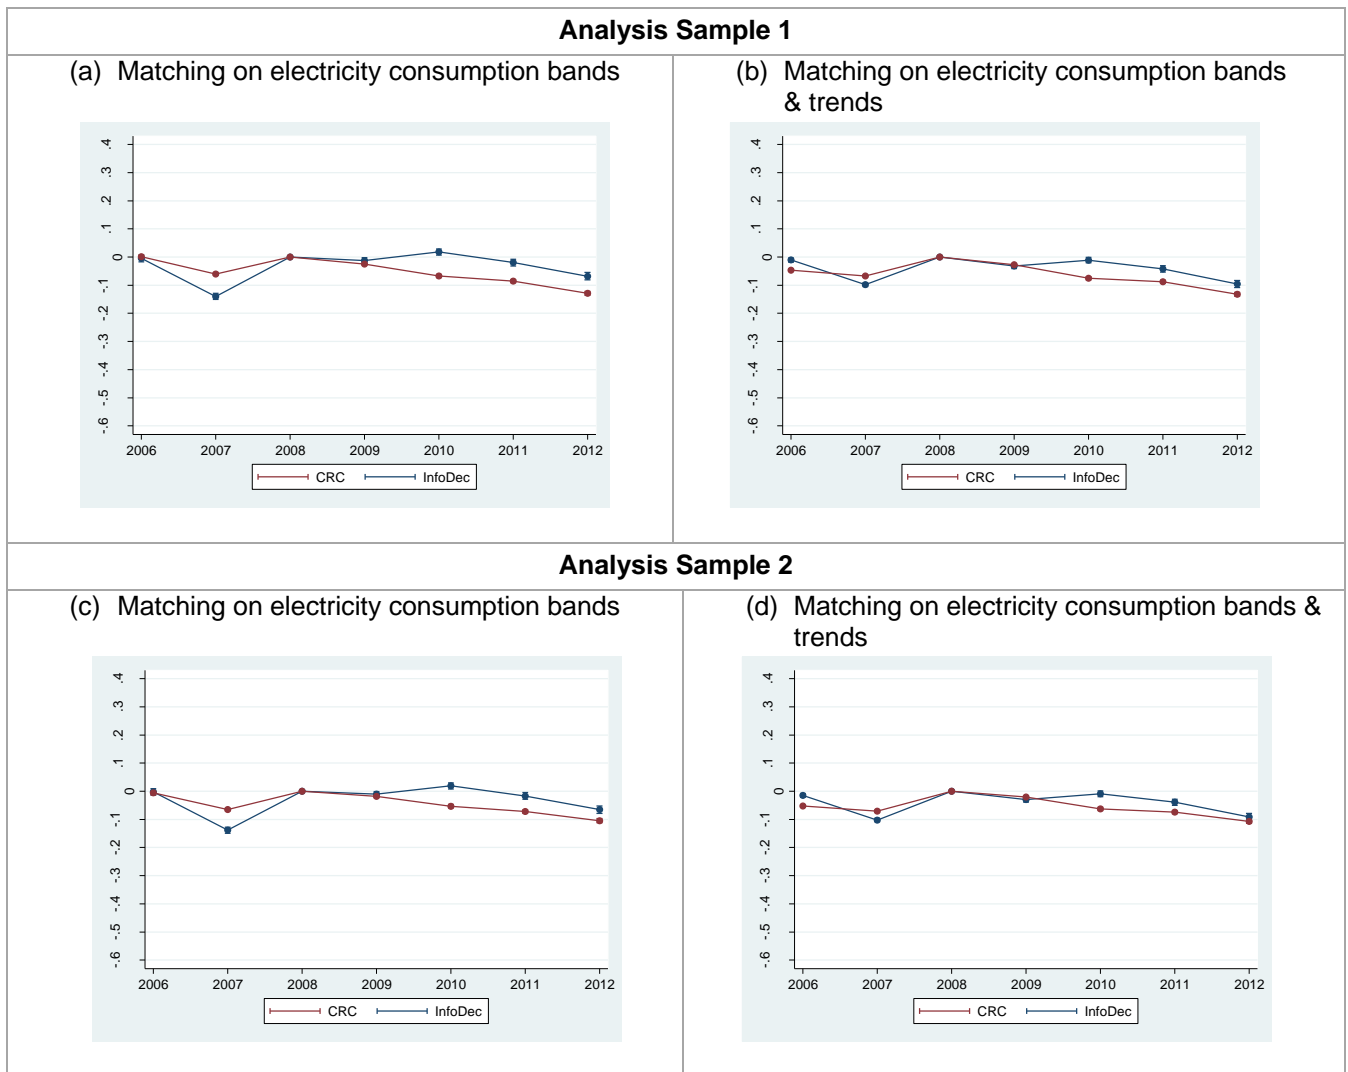 Analysis Sample 1
(a) Matching on electricity consumption bands
(b) Matching on electricity consumption bands
& trends
.4
.3
.2
.1
0
-.1
-.2
-.3
-.4
-.5
-.6
2006 2007 2008 2009 2010 2011 2012
CRC InfoDec
.4
.3
.2
.1
0
-.1
-.2
-.3
-.4
-.5
-.6
2006 2007 2008 2009 2010 2011 2012
CRC InfoDec
Analysis Sample 2
(c) Matching on electricity consumption bands
(d) Matching on electricity consumption bands &
trends
.4
.3
.2
.1
0
-.1
-.2
-.3
-.4
-.5
-.6
2006 2007 2008 2009 2010 2011 2012
CRC InfoDec
.4
.3
.2
.1
0
-.1
-.2
-.3
-.4
-.5
-.6
2006 2007 2008 2009 2010 2011 2012
CRC InfoDec